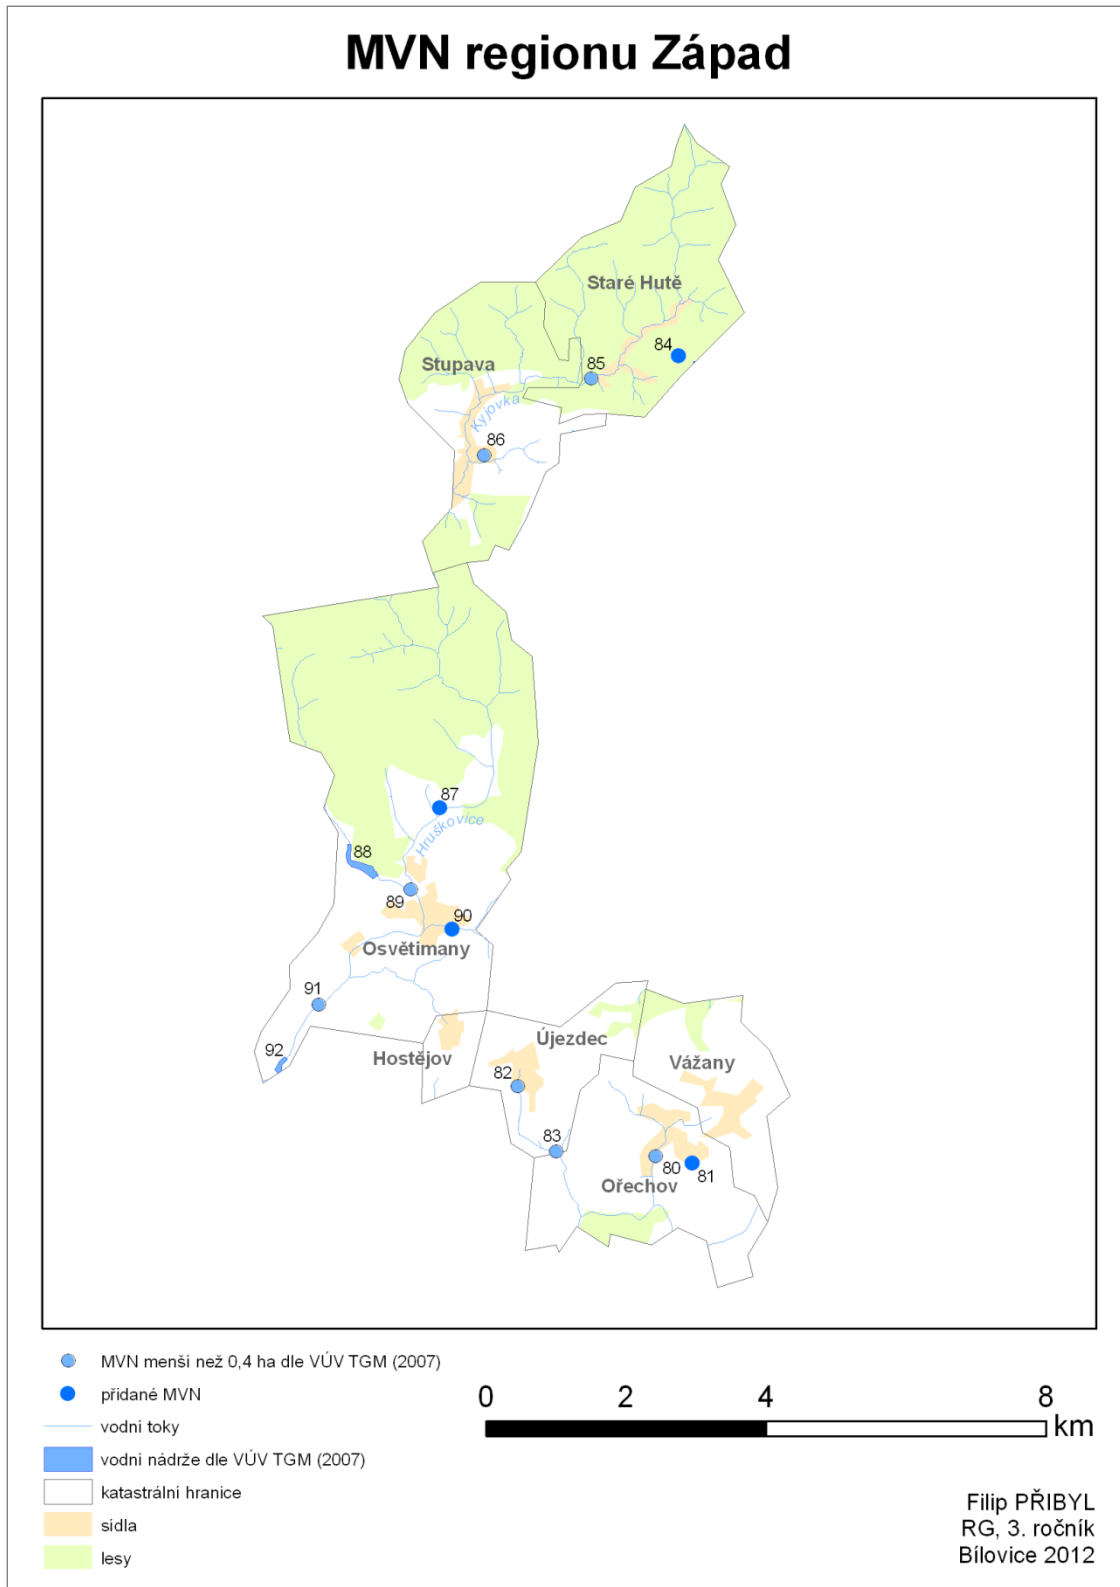 MVN regionu Západ
Staré Hutě
84
85
Stupava
Kyjovka
86
87
Hruškovice
88
89
90
Osvětimany
91
92
Hostějov
Újezdec
Vážany
82
83
80
81
Ořechov
MVN menší než 0,4 ha dle VÚV TGM (2007)
přidané MVN
vodní toky
vodní nádrže dle VÚV TGM (2007)
katastrální hranice
sídla
lesy
0 2 4 8
km
Filip PŘIBYL
RG, 3. ročník
Bílovice 2012